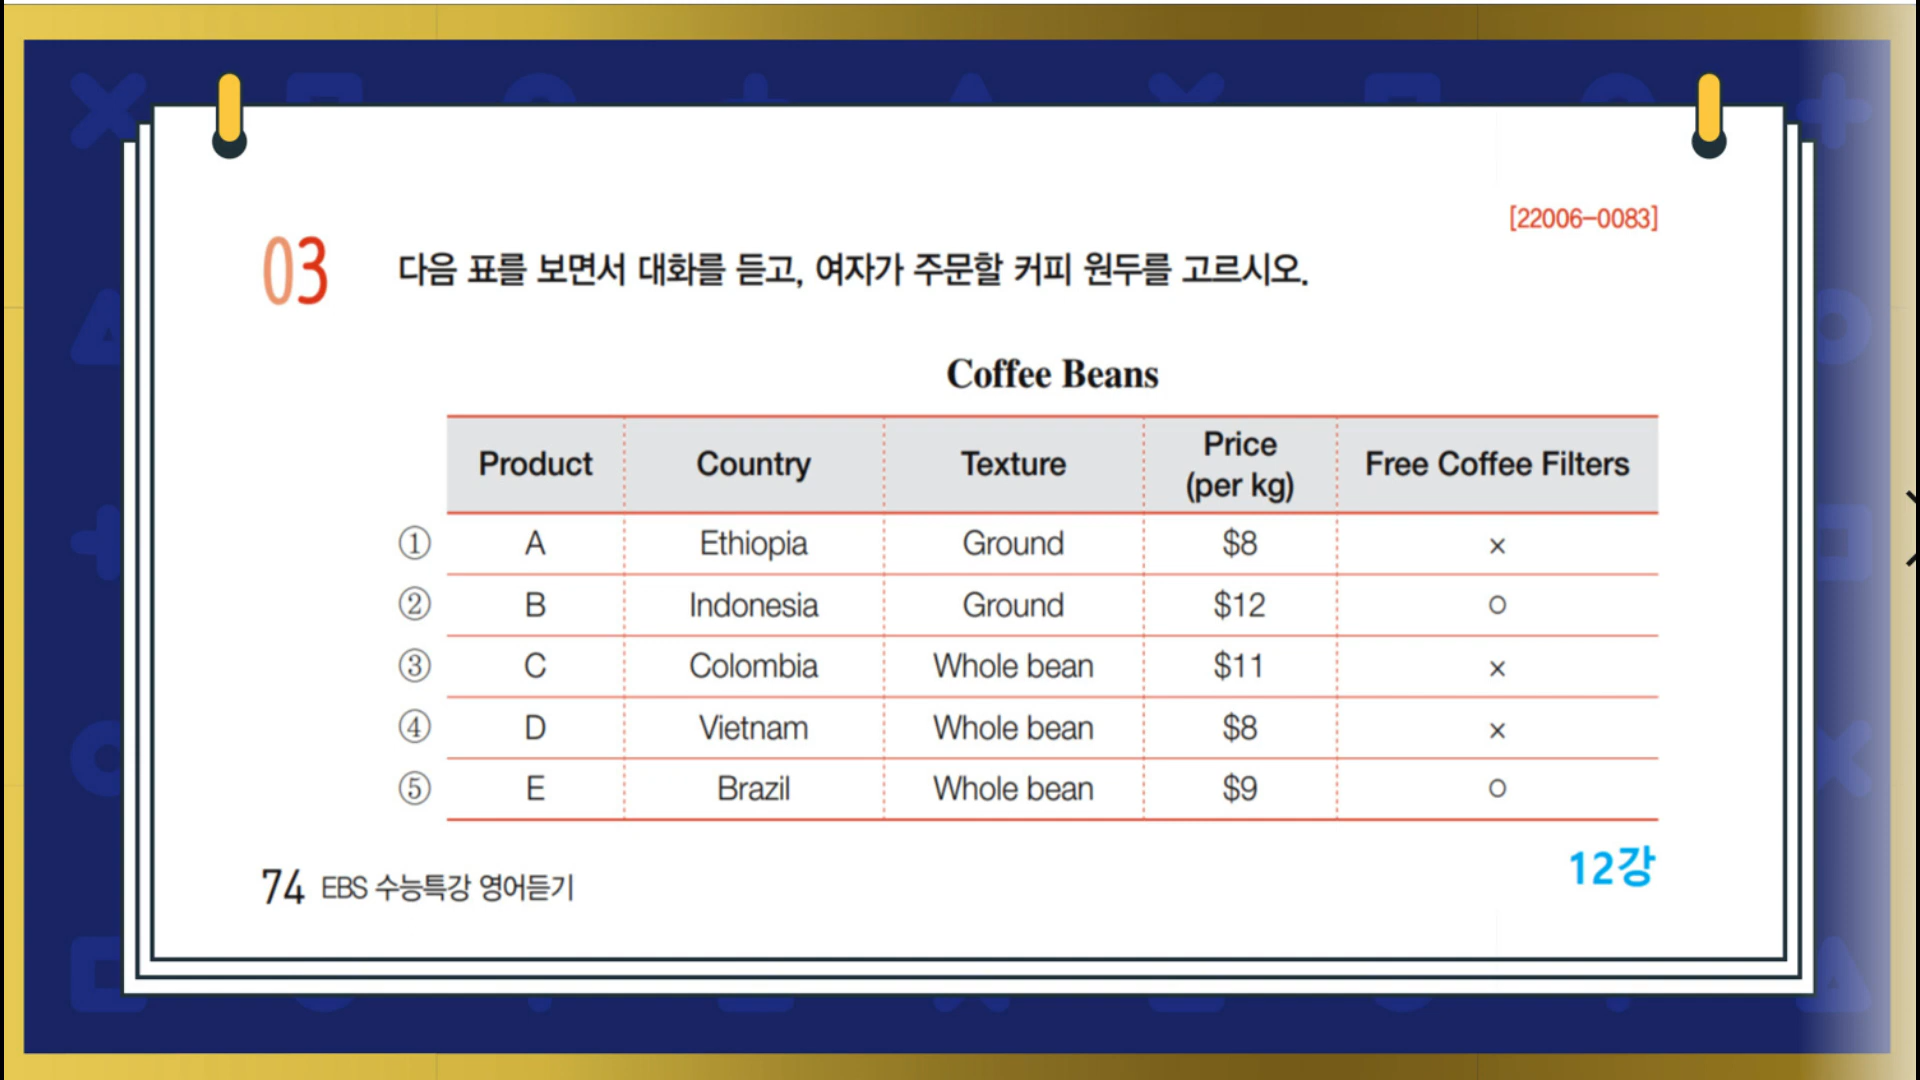 [22006-0083]
03 다음 표를 보면서 대화를 듣고, 여자가 주문할 커피 원두를 고르시오.
Coffee Beans
Product Country Texture Price (per kg) Free Coffee Filters
① A Ethiopia Ground $8 ×
② B Indonesia Ground $12 ○
③ C Colombia Whole bean $11 ×
④ D Vietnam Whole bean $8 ×
⑤ E Brazil Whole bean $9 ○
74 EBS 수능특강 영어듣기
12강